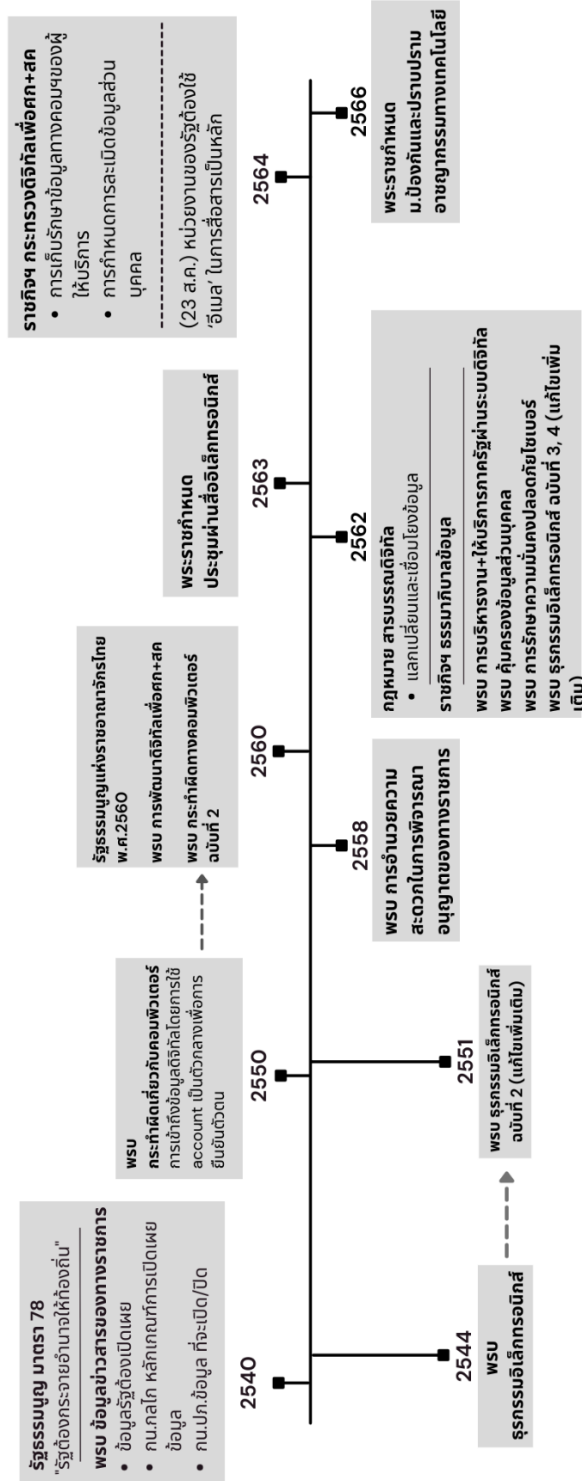 รัฐธรรมนูญ มาตรา 78
"รัฐต้องกระจายอำนาจให้ท้องถิ่น"
พรบ ข้อมูลข่าวสารของทางราชการ
• ข้อมูลรัฐต้องเปิดเผย
• กน.กลไก หลักเกณฑ์การเปิดเผย
ข้อมูล
• กน.ปภ.ข้อมูล ที่จะเปิด/ปิด
2540
2544
พรบ
ธุรกรรมอิเล็กทรอนิกส์
พรบ
กระทำผิดเกี่ยวกับคอมพิวเตอร์
การเข้าถึงข้อมูลดิจิทัลโดยการใช้
account เป็นตัวกลางเพื่อการ
ยืนยันตัวตน
2550
2551
พรบ ธุรกรรมอิเล็กทรอนิกส์
ฉบับที่ 2 (แก้ไขเพิ่มเติม)
2558
พรบ การอำนวยความ
สะดวกในการพิจารณา
อนุญาตของทางราชการ
รัฐธรรมนูญแห่งราชอาณาจักรไทย
พ.ศ.2560
พรบ การพัฒนาดิจิทัลเพื่อศก+สค
พรบ กระทำผิดทางคอมพิวเตอร์
ฉบับที่ 2
2560
2562
กฎหมาย สารบรรณดิจิทัล
• แลกเปลี่ยนและเชื่อมโยงข้อมูล
ราชกิจฯ ธรรมาภิบาลข้อมูล
พรบ การบริหารงาน+ให้บริการภาครัฐผ่านระบบดิจิทัล
พรบ คุ้มครองข้อมูลส่วนบุคคล
พรบ การรักษาความมั่นคงปลอดภัยไซเบอร์
พรบ ธุรกรรมอิเล็กทรอนิกส์ ฉบับที่ 3, 4 (แก้ไขเพิ่ม
เติม)
พระราชกำหนด
ประชุมผ่านสื่ออิเล็กทรอนิกส์
2563
ราชกิจฯ กระทรวงดิจิทัลเพื่อศก+สค
• การเก็บรักษาข้อมูลทางคอมฯของผู้
ให้บริการ
• การกำหนดการละเมิดข้อมูลส่วน
บุคคล
(23 ส.ค.) หน่วยงานของรัฐต้องใช้
'อีเมล' ในการสื่อสารเป็นหลัก
2564
2566
พระราชกำหนด
ม.ป้องกันและปราบปราม
อาชญากรรมทางเทคโนโลยี